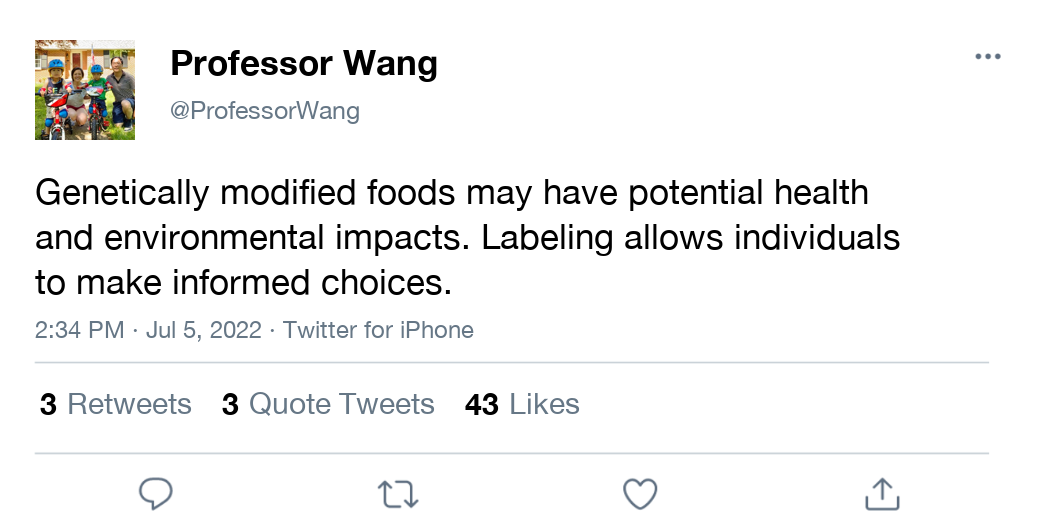 Professor Wang
@ProfessorWang
Genetically modified foods may have potential health
and environmental impacts. Labeling allows individuals
to make informed choices.
2:34 PM · Jul 5, 2022 · Twitter for iPhone
3 Retweets 3 Quote Tweets 43 Likes